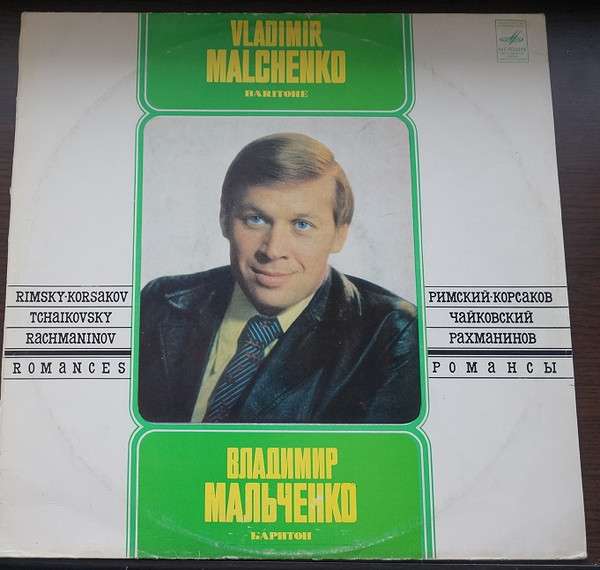 VLADIMIR
MALCHENKO
BARITONE
RIMSKY-KORSAKOV
TCHAIKOVSKY
RACHMANINOV
ROMANCES
РИМСКИЙ-КОРСАКОВ
ЧАЙКОВСКИЙ
РАХМАНИНОВ
РОМАНСЫ
ВЛАДИМИР
МАЛЬЧЕНКО
БАРИТОН